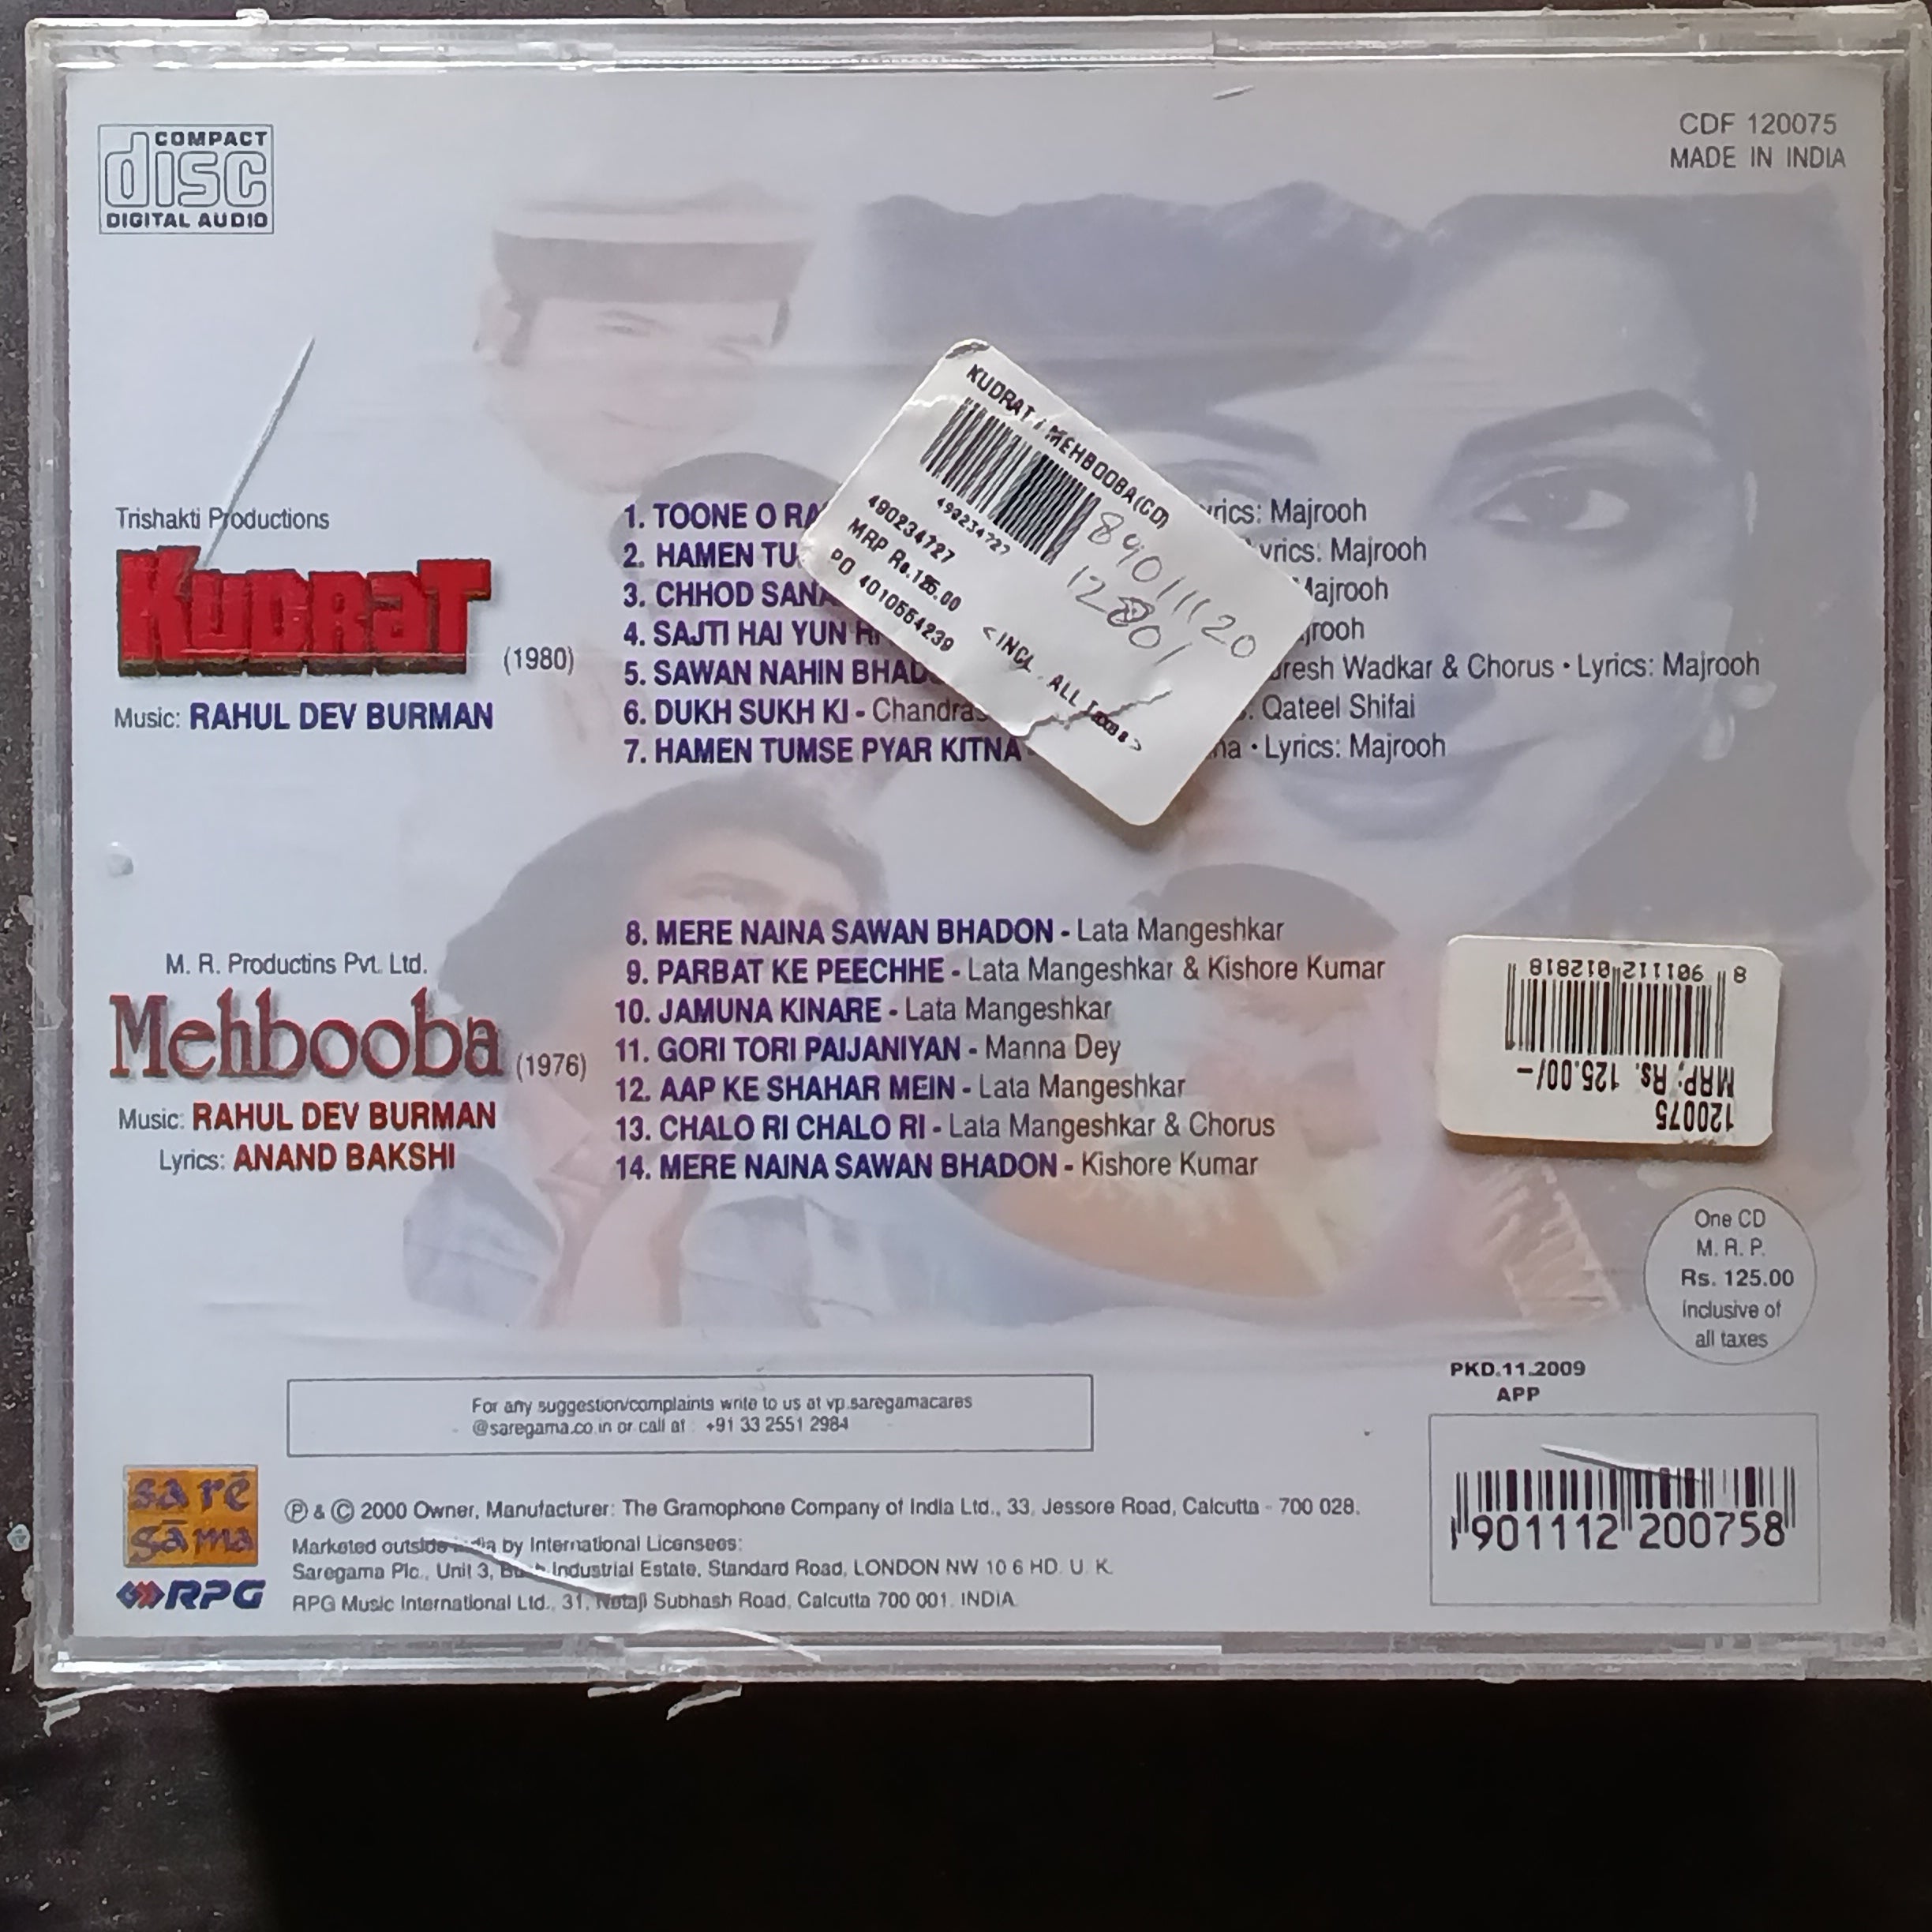 COMPACT
disc
DIGITAL AUDIO
CDF 120075
MADE IN INDIA
Trishakti Productions
KUDRAT
(1980)
Music: RAHUL DEV BURMAN
1. TOONE O Lyrics: Majrooh
2. HAMEN Lyrics: Majrooh
3. CHHOD Majrooh
4. SAJTI HAI YUN
5. SAWAN NAHIN Wadkar & Chorus • Lyrics: Majrooh
6. DUKH SUKH KI - Qateel Shifai
7. HAMEN TUMSE PYAR KITNA - • Lyrics: Majrooh
KUDRAT / MEHBOOBA(CD)
490234727
490234727
MRP Rs.125.00
PO 4010554239
<INCL. ALL Taxes>
M. R. Productins Pvt. Ltd.
Mehbooba
(1976)
Music: RAHUL DEV BURMAN
Lyrics: ANAND BAKSHI
8. MERE NAINA SAWAN BHADON - Lata Mangeshkar
9. PARBAT KE PEECHHE - Lata Mangeshkar & Kishore Kumar
10. JAMUNA KINARE - Lata Mangeshkar
11. GORI TORI PAIJANIYAN - Manna Dey
12. AAP KE SHAHAR MEIN - Lata Mangeshkar
13. CHALO RI CHALO RI - Lata Mangeshkar & Chorus
14. MERE NAINA SAWAN BHADON - Kishore Kumar
120075
MRP: Rs. 125.00/-
8 901112 012818
One CD
M. R. P.
Rs. 125.00
inclusive of
all taxes
PKD.11.2009
APP
For any suggestion/complaints write to us at vp.saregamacares
@saregama.co.in or call at : +91 33 2551 2984
sa rē
gāma
RPG
Ⓟ & © 2000 Owner, Manufacturer: The Gramophone Company of India Ltd., 33, Jessore Road, Calcutta - 700 028.
Marketed outside India by International Licensees:
Saregama Plc., Unit 3, Industrial Estate, Standard Road, LONDON NW 10 6 HD. U. K.
RPG Music International Ltd., 31, Netaji Subhash Road, Calcutta 700 001. INDIA
901112 200758